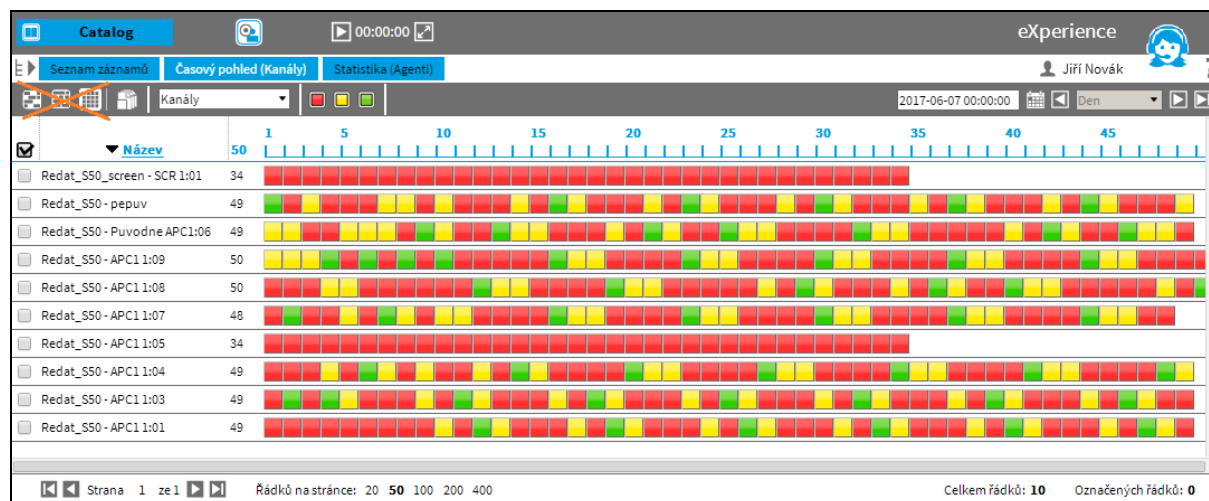 Catalog 00:00:00 eXperience
Seznam záznamů Časový pohled (Kanály) Statistika (Agenti) Jiří Novák
Kanály 2017-06-07 00:00:00 Den
1 5 10 15 20 25 30 35 40 45
Název 50
Redat_S50_screen - SCR 1:01 34
Redat_S50 - pepuv 49
Redat_S50 - Puvodne APC1:06 49
Redat_S50 - APC1 1:09 50
Redat_S50 - APC1 1:08 50
Redat_S50 - APC1 1:07 48
Redat_S50 - APC1 1:05 34
Redat_S50 - APC1 1:04 49
Redat_S50 - APC1 1:03 49
Redat_S50 - APC1 1:01 49
Strana 1 ze 1 Řádků na stránce: 20 50 100 200 400 Celkem řádků: 10 Označených řádků: 0